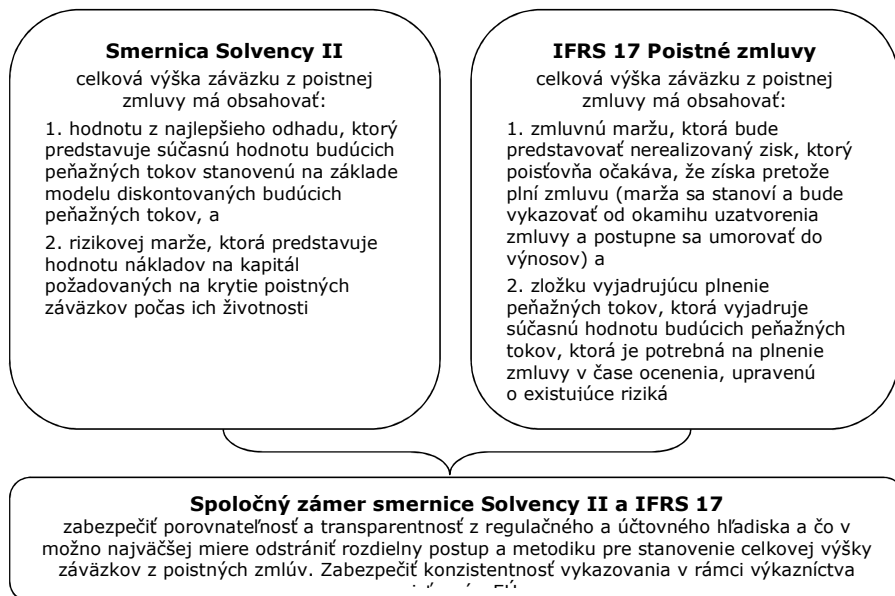 Smernica Solvency II
celková výška záväzku z poistnej
zmluvy má obsahovať:
1. hodnotu z najlepšieho odhadu, ktorý
predstavuje súčasnú hodnotu budúcich
peňažných tokov stanovenú na základe
modelu diskontovaných budúcich
peňažných tokov, a
2. rizikovej marže, ktorá predstavuje
hodnotu nákladov na kapitál
požadovaných na krytie poistných
záväzkov počas ich životnosti
IFRS 17 Poistné zmluvy
celková výška záväzku z poistnej
zmluvy má obsahovať:
1. zmluvnú maržu, ktorá bude
predstavovať nerealizovaný zisk, ktorý
poisťovňa očakáva, že získa pretože
plní zmluvu (marža sa stanoví a bude
vykazovať od okamihu uzatvorenia
zmluvy a postupne sa umorovať do
výnosov) a
2. zložku vyjadrujúcu plnenie
peňažných tokov, ktorá vyjadruje
súčasnú hodnotu budúcich peňažných
tokov, ktorá je potrebná na plnenie
zmluvy v čase ocenenia, upravenú
o existujúce riziká
Spoločný zámer smernice Solvency II a IFRS 17
zabezpečiť porovnateľnosť a transparentnosť z regulačného a účtovného hľadiska a čo v
možno najväčšej miere odstrániť rozdielny postup a metodiku pre stanovenie celkovej výšky
záväzkov z poistných zmlúv. Zabezpečiť konzistentnosť vykazovania v rámci výkazníctva